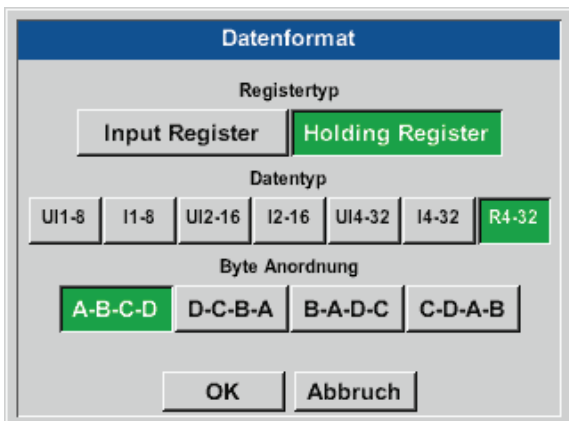 Datenformat
Registertyp
Input Register Holding Register
Datentyp
UI1-8 I1-8 UI2-16 I2-16 UI4-32 I4-32 R4-32
Byte Anordnung
A-B-C-D D-C-B-A B-A-D-C C-D-A-B
OK Abbruch